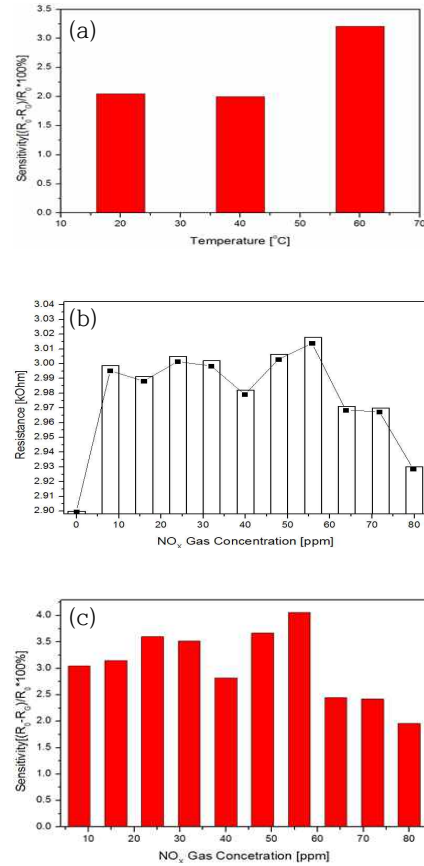 (a)
3.5
3.0
2.5
2.0
1.5
1.0
0.5
0.0
Sensitivity[(R₀-R₀)/R₀*100%]
10 20 30 40 50 60 70
Temperature [°C]
(b)
3.04
3.03
3.02
3.01
3.00
2.99
2.98
2.97
2.96
2.93
2.92
2.91
2.90
Resistance [kOhm]
0 10 20 30 40 50 60 70 80
NOₓ Gas Concentration [ppm]
(c)
4.0
3.5
3.0
2.5
2.0
1.5
1.0
0.5
0.0
Sensitivity[(R₀-R₀)/R₀*100%]
10 20 30 40 50 60 70 80
NOₓ Gas Concetration [ppm]